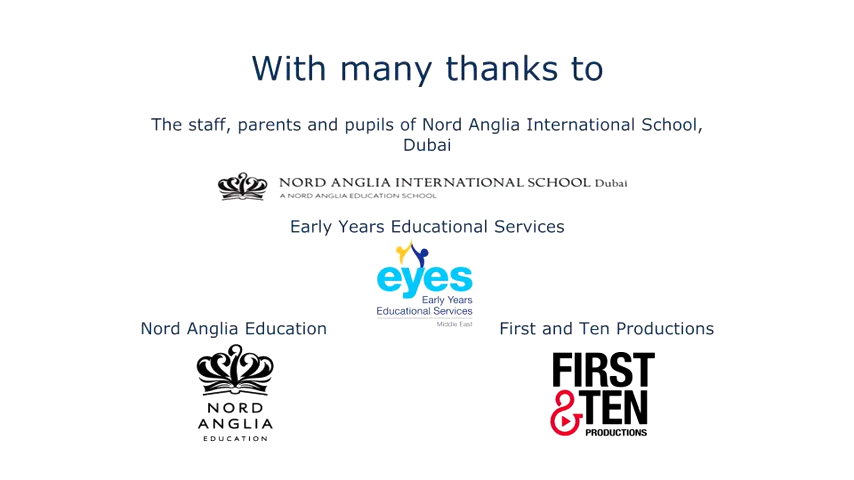 With many thanks to
The staff, parents and pupils of Nord Anglia International School,
Dubai
NORD ANGLIA INTERNATIONAL SCHOOL Dubai
A NORD ANGLIA EDUCATION SCHOOL
Early Years Educational Services
eyes
Early Years
Educational Services
Middle East
Nord Anglia Education
NORD
ANGLIA
EDUCATION
First and Ten Productions
FIRST
&TEN
PRODUCTIONS